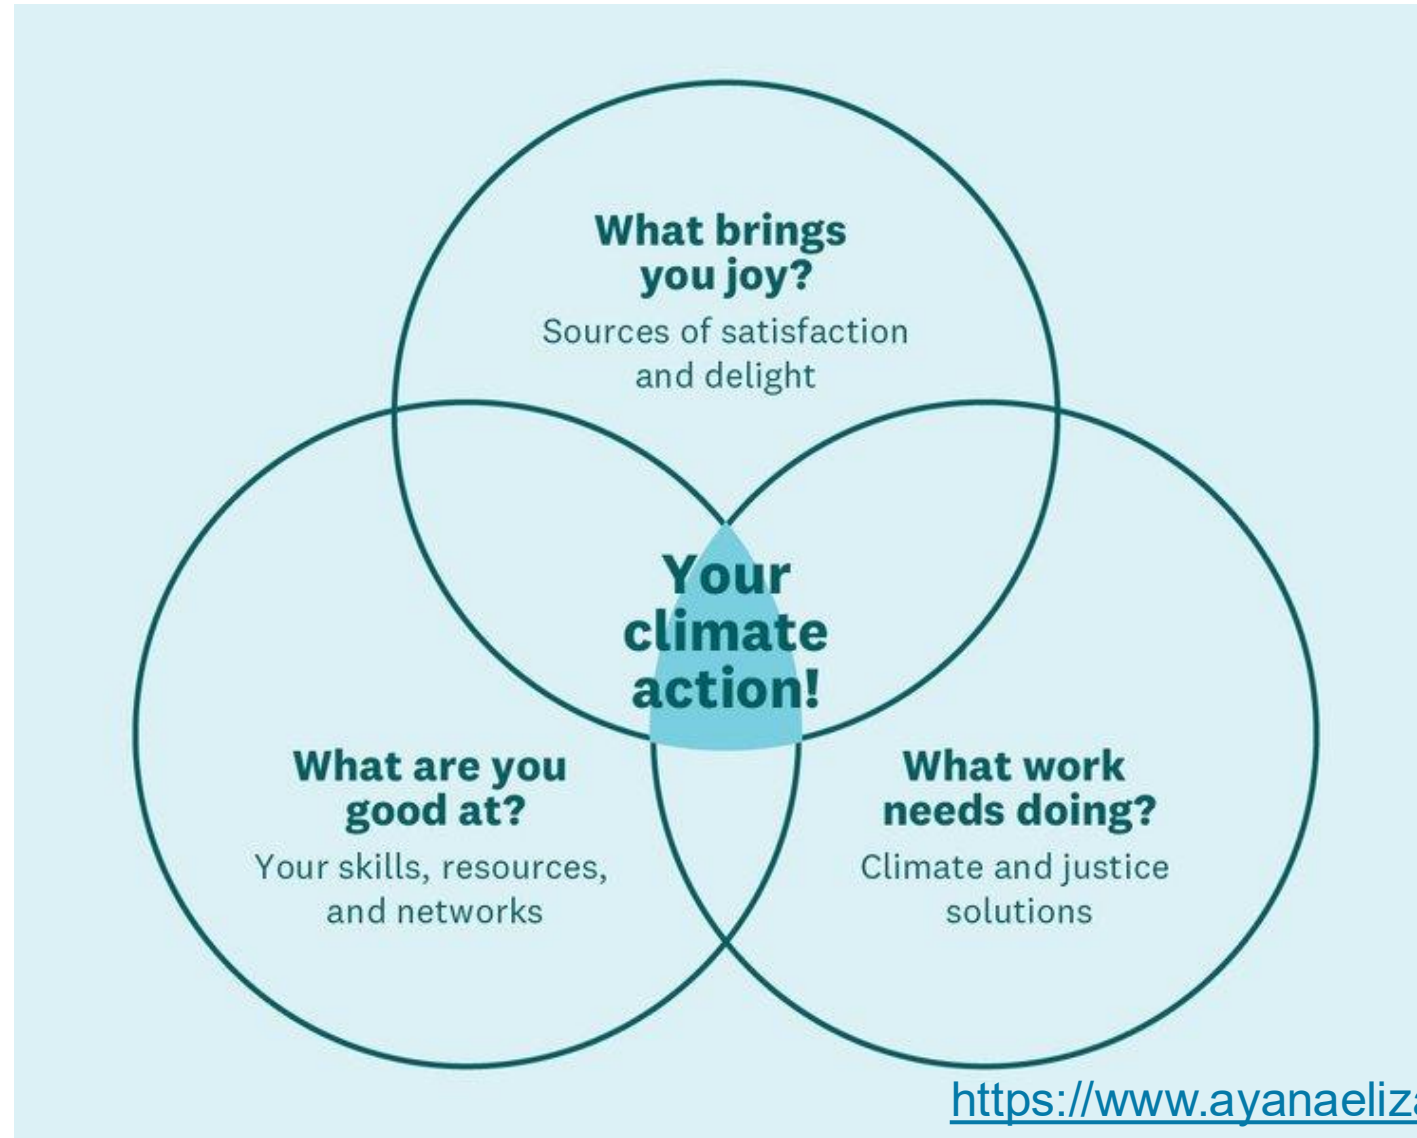 What brings
you joy?
Sources of satisfaction
and delight
Your
climate
action!
What are you
good at?
Your skills, resources,
and networks
What work
needs doing?
Climate and justice
solutions
https://www.ayanaeliza